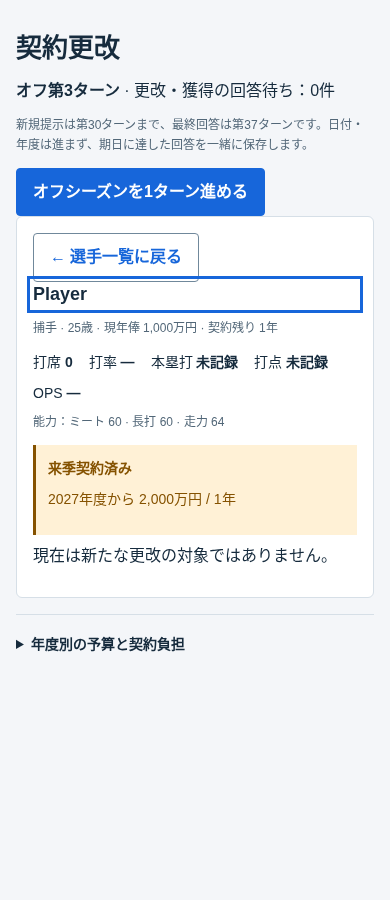 契約更改
オフ第3ターン · 更改・獲得の回答待ち：0件
新規提示は第30ターンまで、最終回答は第37ターンです。日付・
年度は進まず、期日に達した回答を一緒に保存します。
オフシーズンを1ターン進める
← 選手一覧に戻る
Player
捕手 · 25歳 · 現年俸 1,000万円 · 契約残り 1年
打席 0 打率 — 本塁打 未記録 打点 未記録
OPS —
能力：ミート 60 · 長打 60 · 走力 64
来季契約済み
2027年度から 2,000万円 / 1年
現在は新たな更改の対象ではありません。
▶ 年度別の予算と契約負担